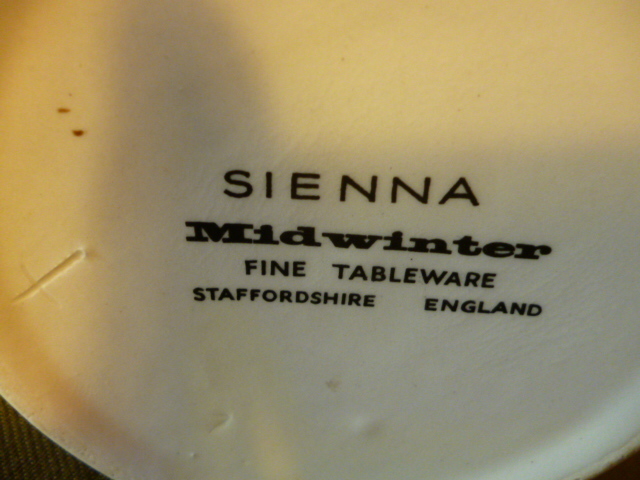 SIENNA
Midwinter
FINE TABLEWARE
STAFFORDSHIRE ENGLAND